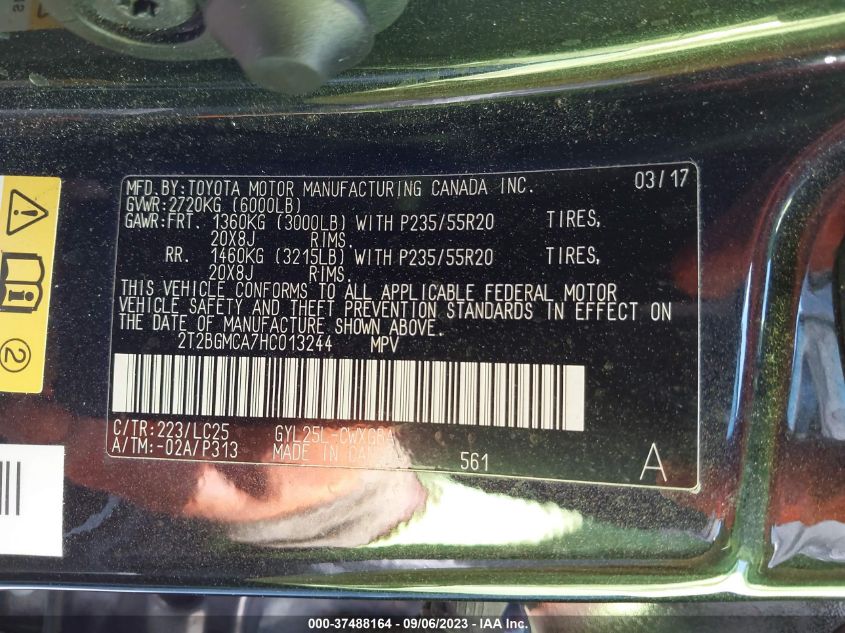 MFD. BY: TOYOTA MOTOR MANUFACTURING CANADA INC. 03/17
GVWR: 2720KG (6000LB)
GAWR: FRT. 1360KG (3000LB) WITH P235/55R20 TIRES,
20X8J RIMS.
RR. 1460KG (3215LB) WITH P235/55R20 TIRES,
20X8J RIMS.
THIS VEHICLE CONFORMS TO ALL APPLICABLE FEDERAL MOTOR
VEHICLE SAFETY AND THEFT PREVENTION STANDARDS IN EFFECT ON
THE DATE OF MANUFACTURE SHOWN ABOVE.
2T2BGMCA7HC013244 MPV
C/TR: 223/LC25 GYL25L-CWXGBA
A/TM: -02A/P313 MADE IN 561 A
2
000-37488164 - 09/06/2023 - IAA Inc.